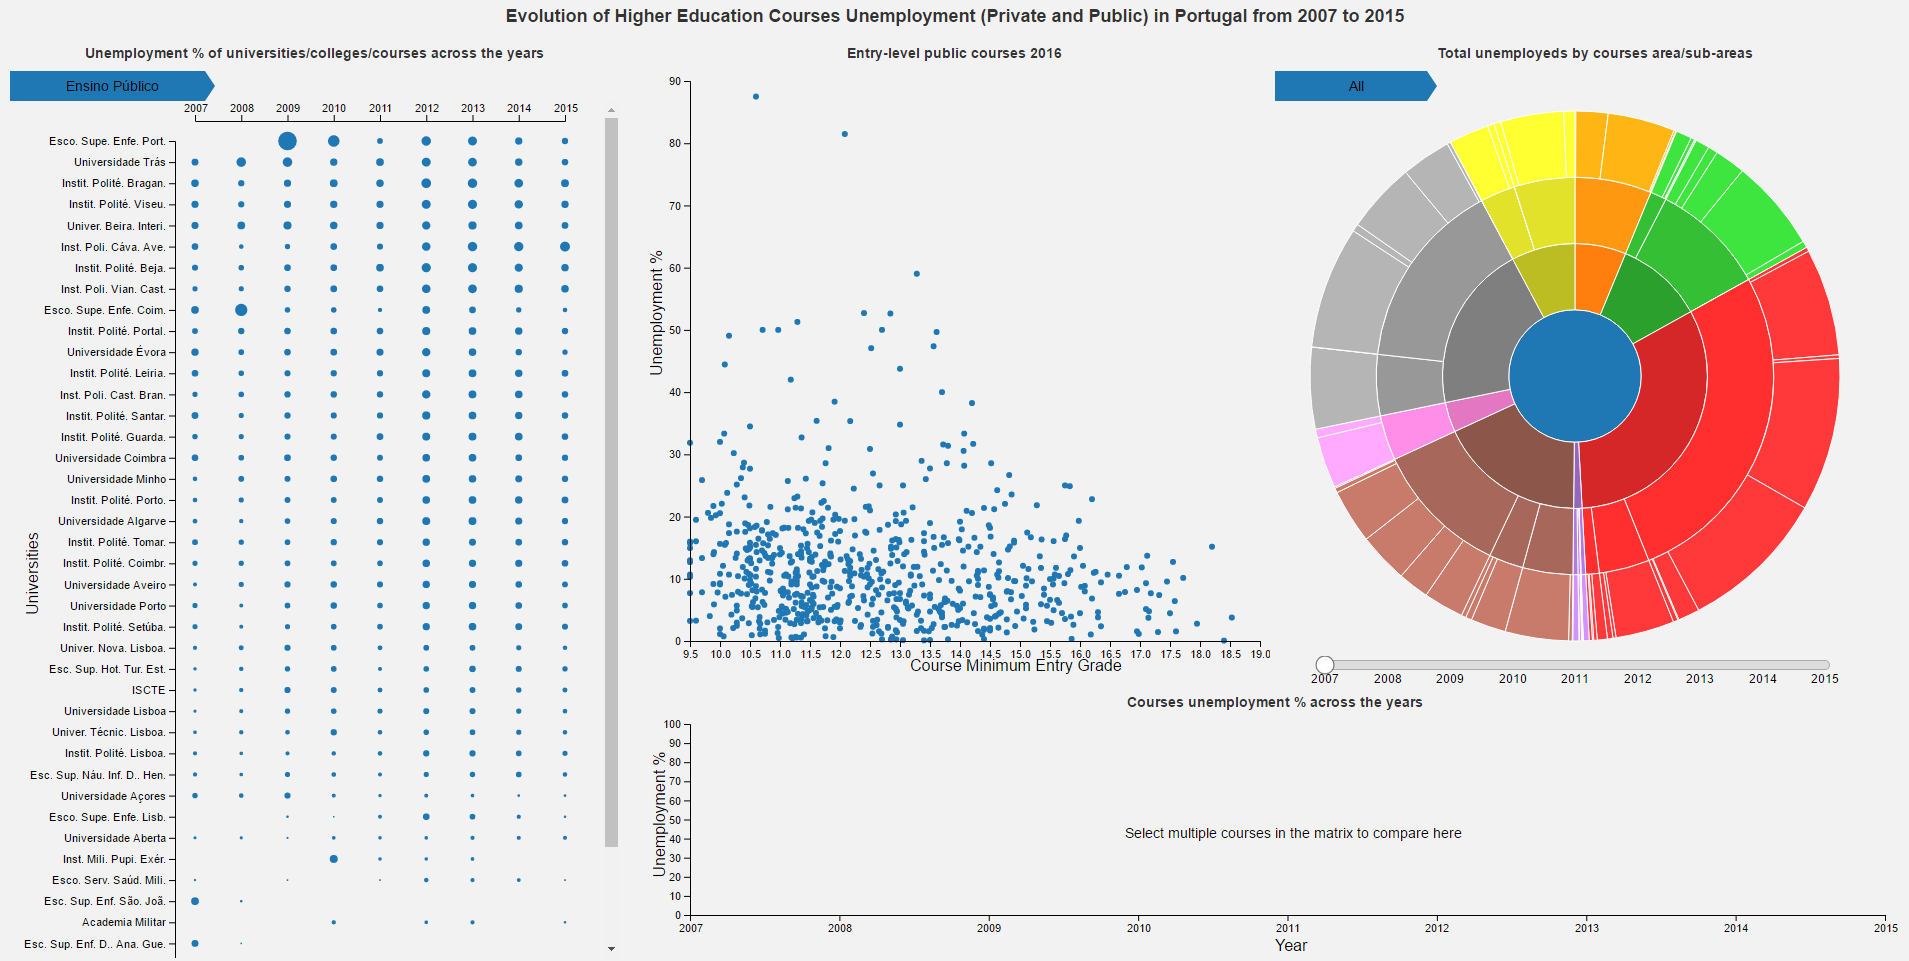 Evolution of Higher Education Courses Unemployment (Private and Public) in Portugal from 2007 to 2015
Unemployment % of universities/colleges/courses across the years
Ensino Público
2007 2008 2009 2010 2011 2012 2013 2014 2015
Esco. Supe. Enfe. Port.
Universidade Trás
Instit. Polité. Bragan.
Instit. Polité. Viseu.
Univer. Beira. Interi.
Inst. Poli. Cáva. Ave.
Instit. Polité. Beja.
Inst. Poli. Vian. Cast.
Esco. Supe. Enfe. Coim.
Instit. Polité. Portal.
Universidade Évora
Instit. Polité. Leiria.
Inst. Poli. Cast. Bran.
Instit. Polité. Santar.
Instit. Polité. Guarda.
Universidade Coimbra
Universidade Minho
Instit. Polité. Porto.
Universidade Algarve
Instit. Polité. Tomar.
Instit. Polité. Coimbr.
Universidade Aveiro
Universidade Porto
Instit. Polité. Setúba.
Univer. Nova. Lisboa.
Esc. Sup. Hot. Tur. Est.
ISCTE
Universidade Lisboa
Univer. Técnic. Lisboa.
Instit. Polité. Lisboa.
Esc. Sup. Náu. Inf. D.. Hen.
Universidade Açores
Esco. Supe. Enfe. Lisb.
Universidade Aberta
Inst. Mili. Pupi. Exér.
Esco. Serv. Saúd. Mili.
Esc. Sup. Enf. São. Joã.
Academia Militar
Esc. Sup. Enf. D.. Ana. Gue.
Universities
Entry-level public courses 2016
90
80
70
60
50
40
30
20
10
0
Unemployment %
9.5 10.0 10.5 11.0 11.5 12.0 12.5 13.0 13.5 14.0 14.5 15.0 15.5 16.0 16.5 17.0 17.5 18.0 18.5 19.0
Course Minimum Entry Grade
Total unemployeds by courses area/sub-areas
All
2007 2008 2009 2010 2011 2012 2013 2014 2015
Courses unemployment % across the years
100
90
80
70
60
50
40
30
20
10
0
Unemployment %
Select multiple courses in the matrix to compare here
2007 2008 2009 2010 2011 2012 2013 2014 2015
Year